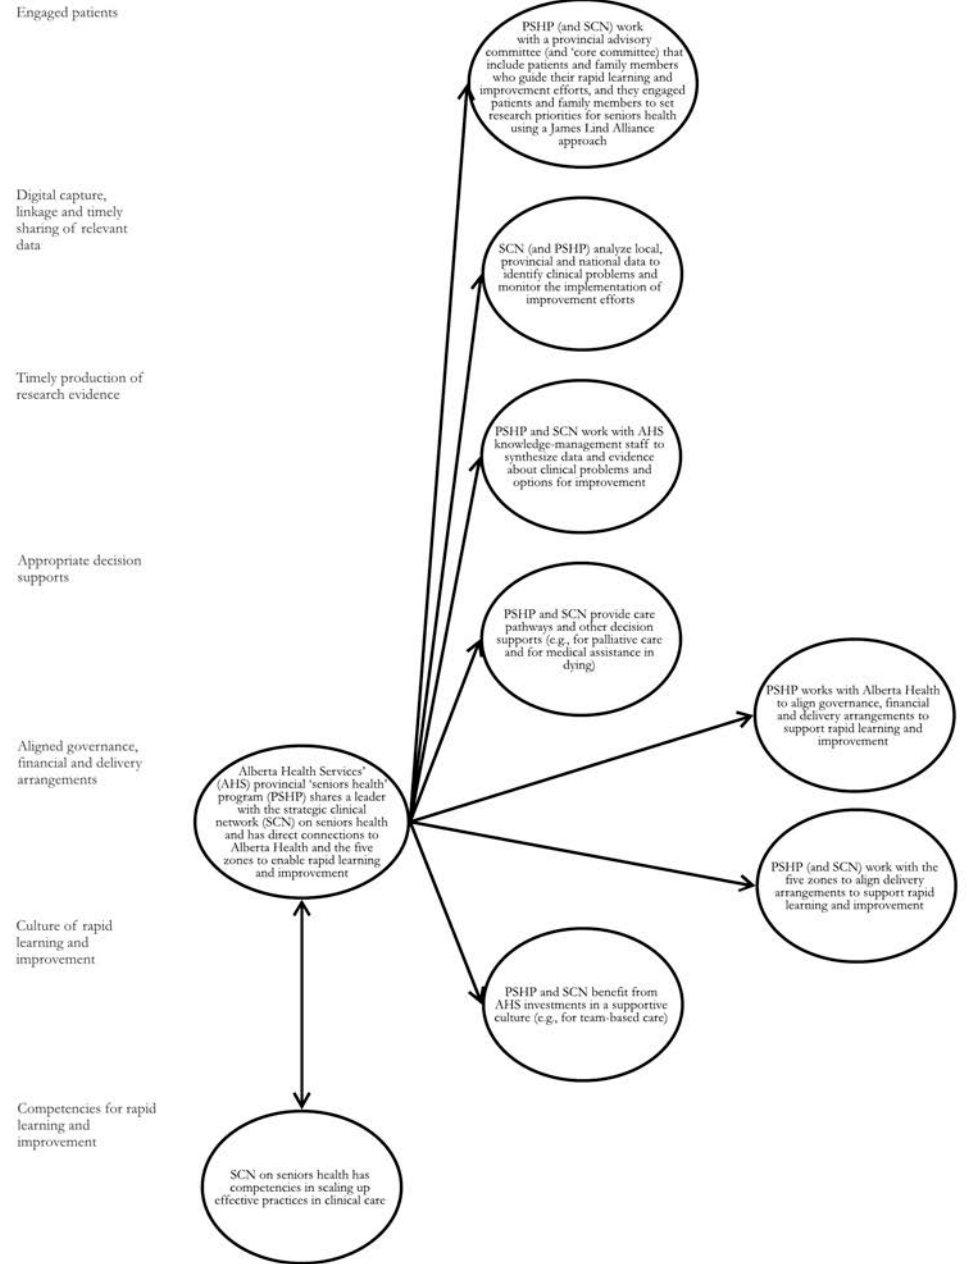 Engaged patients
PSHP (and SCN) work
with a provincial advisory
committee (and ‘core committee) that
include patients and family members
who guide their rapid learning and
improvement efforts, and they engaged
patients and family members to set
research priorities for seniors health
using a James Lind Alliance
approach
Digital capture,
linkage and timely
sharing of relevant
data
SCN (and PSHP) analyze local,
provincial and national data to
identify clinical problems and
monitor the implementation of
improvement efforts
Timely production of
research evidence
PSHP and SCN work with AHS
knowledge-management staff to
synthesize data and evidence
about clinical problems and
options for improvement
Appropriate decision
supports
PSHP and SCN provide care
pathways and other decision
supports (e.g., for palliative care
and for medical assistance in
dying)
Aligned governance,
financial and delivery
arrangements
Alberta Health Services’
(AHS) provincial ‘seniors health’
program (PSHP) shares a leader
with the strategic clinical
network (SCN) on seniors health
and has direct connections to
Alberta Health and the five
zones to enable rapid learning
and improvement
PSHP works with Alberta Health
to align governance, financial
and delivery arrangements to
support rapid learning and
improvement
PSHP (and SCN) work with the
five zones to align delivery
arrangements to support rapid
learning and improvement
Culture of rapid
learning and
improvement
PSHP and SCN benefit from
AHS investments in a supportive
culture (e.g., for team-based care)
Competencies for rapid
learning and
improvement
SCN on seniors health has
competencies in scaling up
effective practices in clinical care